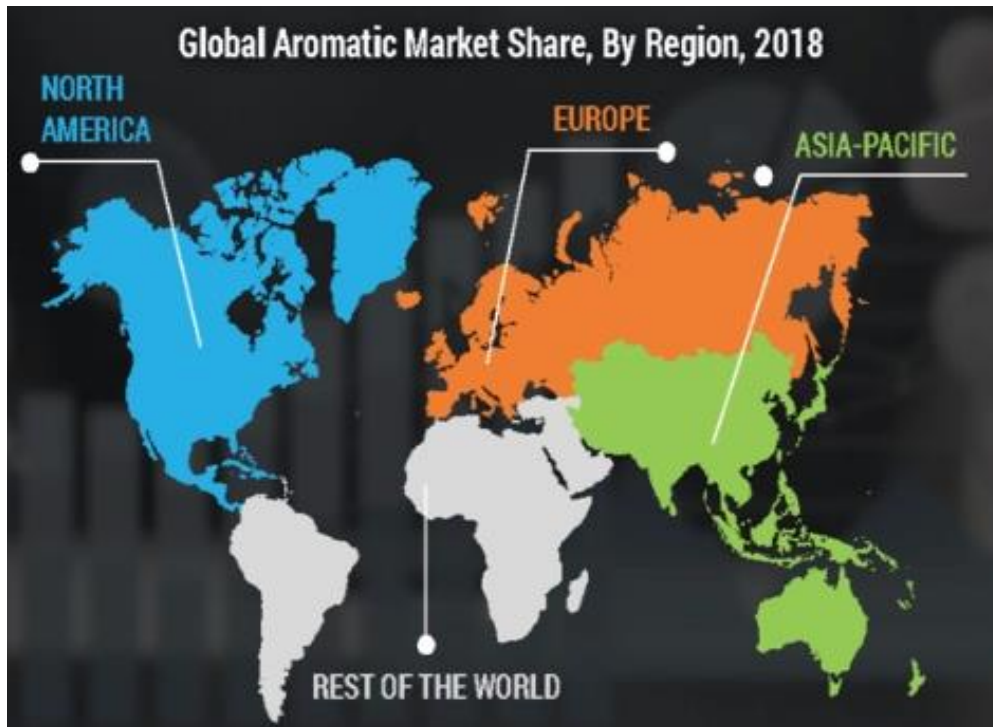 Global Aromatic Market Share, By Region, 2018
NORTH
AMERICA
EUROPE
ASIA-PACIFIC
REST OF THE WORLD